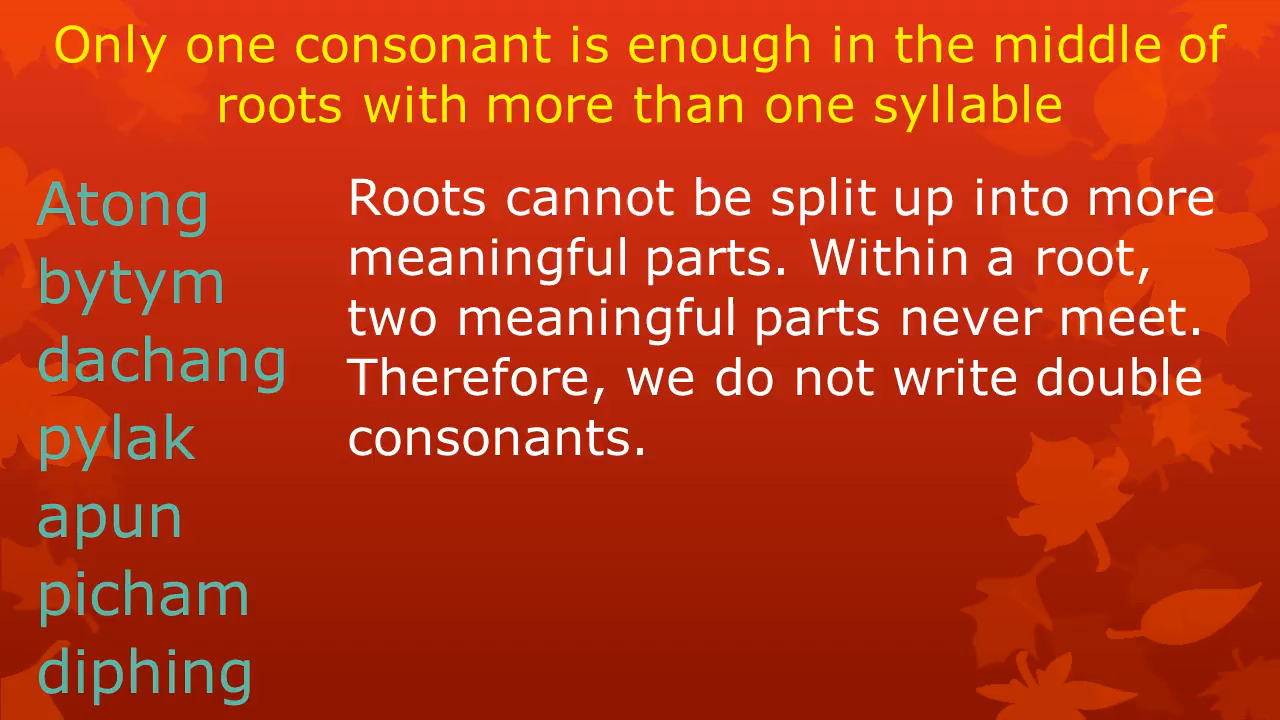 Only one consonant is enough in the middle of
roots with more than one syllable
Atong
bytym
dachang
pylak
apun
picham
diphing
Roots cannot be split up into more
meaningful parts. Within a root,
two meaningful parts never meet.
Therefore, we do not write double
consonants.